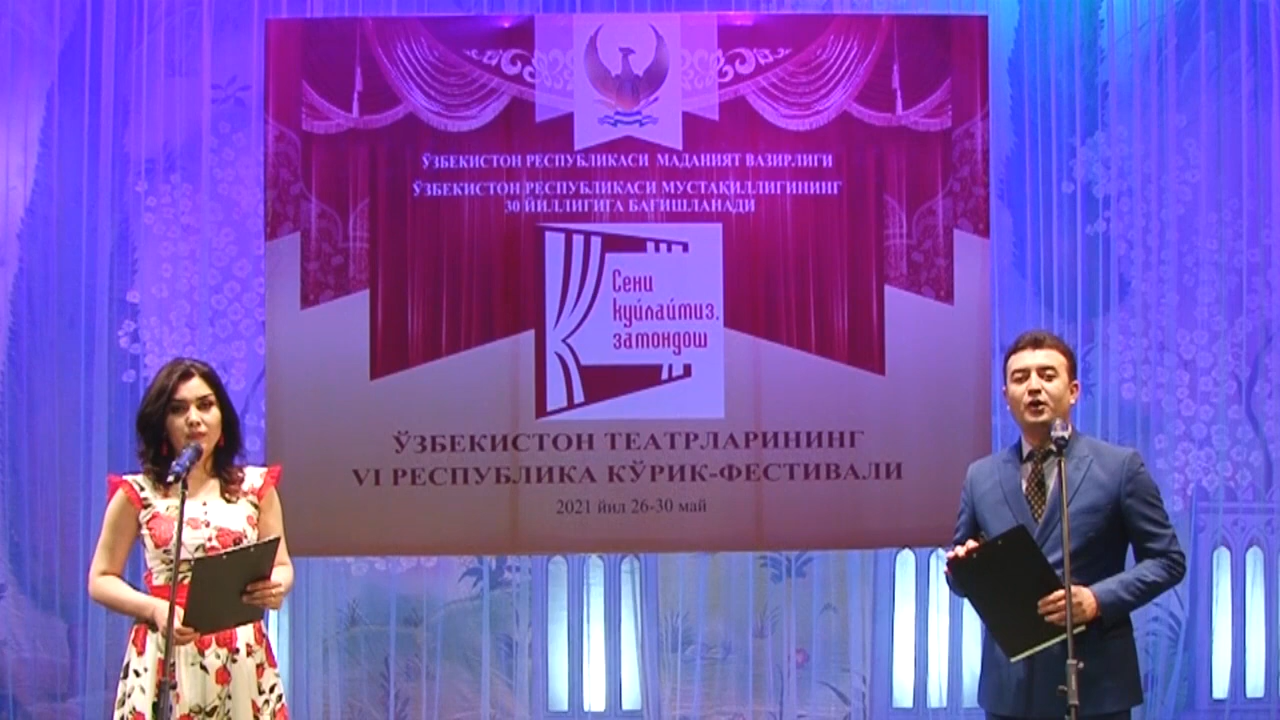 ЎЗБЕКИСТОН РЕСПУБЛИКАСИ МАДАНИЯТ ВАЗИРЛИГИ
ЎЗБЕКИСТОН РЕСПУБЛИКАСИ МУСТАҚИЛЛИГИНИНГ
30 ЙИЛЛИГИГА БАҒИШЛАНАДИ
Сени
куйлаймиз,
замондош
ЎЗБЕКИСТОН ТЕАТРЛАРИНИНГ
VI РЕСПУБЛИКА КЎРИК-ФЕСТИВАЛИ
2021 йил 26-30 май